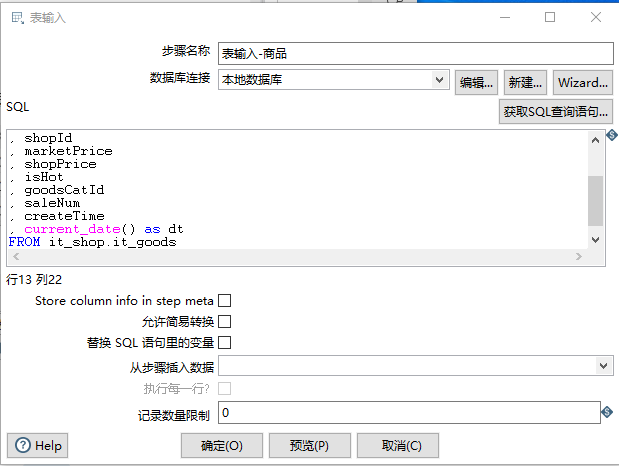 表输入
步骤名称 表输入-商品
数据库连接 本地数据库 编辑... 新建... Wizard...
SQL 获取SQL查询语句...
, shopId
, marketPrice
, shopPrice
, isHot
, goodsCatId
, saleNum
, createTime
, current_date() as dt
FROM it_shop.it_goods
行13 列22
Store column info in step meta
允许简易转换
替换 SQL 语句里的变量
从步骤插入数据
执行每一行?
记录数量限制 0
Help 确定(O) 预览(P) 取消(C)